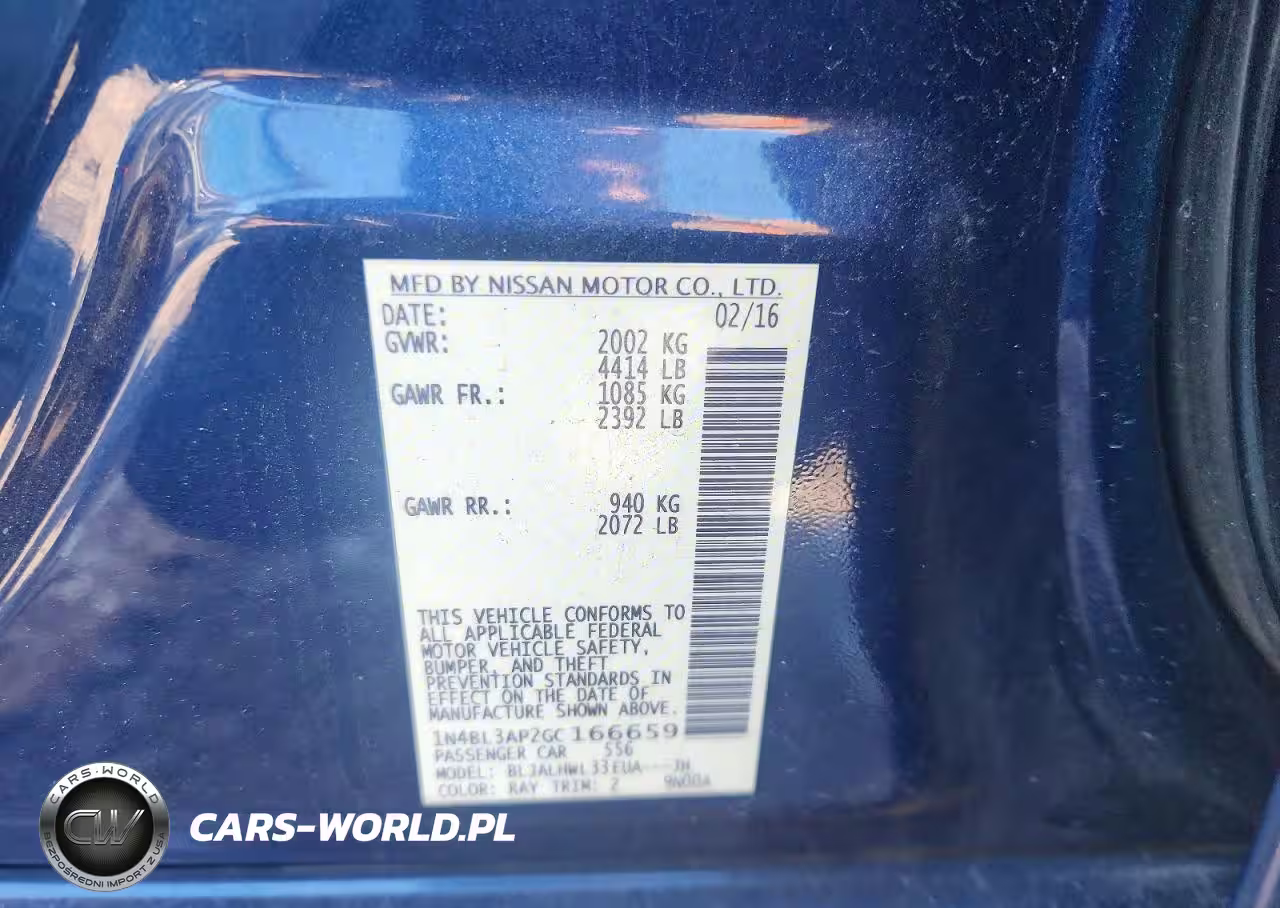 MFD BY NISSAN MOTOR CO., LTD.
DATE: 02/16
GVWR: 2002 KG
4414 LB
GAWR FR.: 1085 KG
2392 LB
GAWR RR.: 940 KG
2072 LB
THIS VEHICLE CONFORMS TO
ALL APPLICABLE FEDERAL
MOTOR VEHICLE SAFETY,
BUMPER, AND THEFT
PREVENTION STANDARDS IN
EFFECT ON THE DATE OF
MANUFACTURE SHOWN ABOVE.
1N4BL3AP2GC166659
PASSENGER CAR 556
MODEL:
COLOR: RAY TRIM: Z
CARS-WORLD
CW
BEZPOŚREDNI IMPORT Z USA
CARS-WORLD.PL